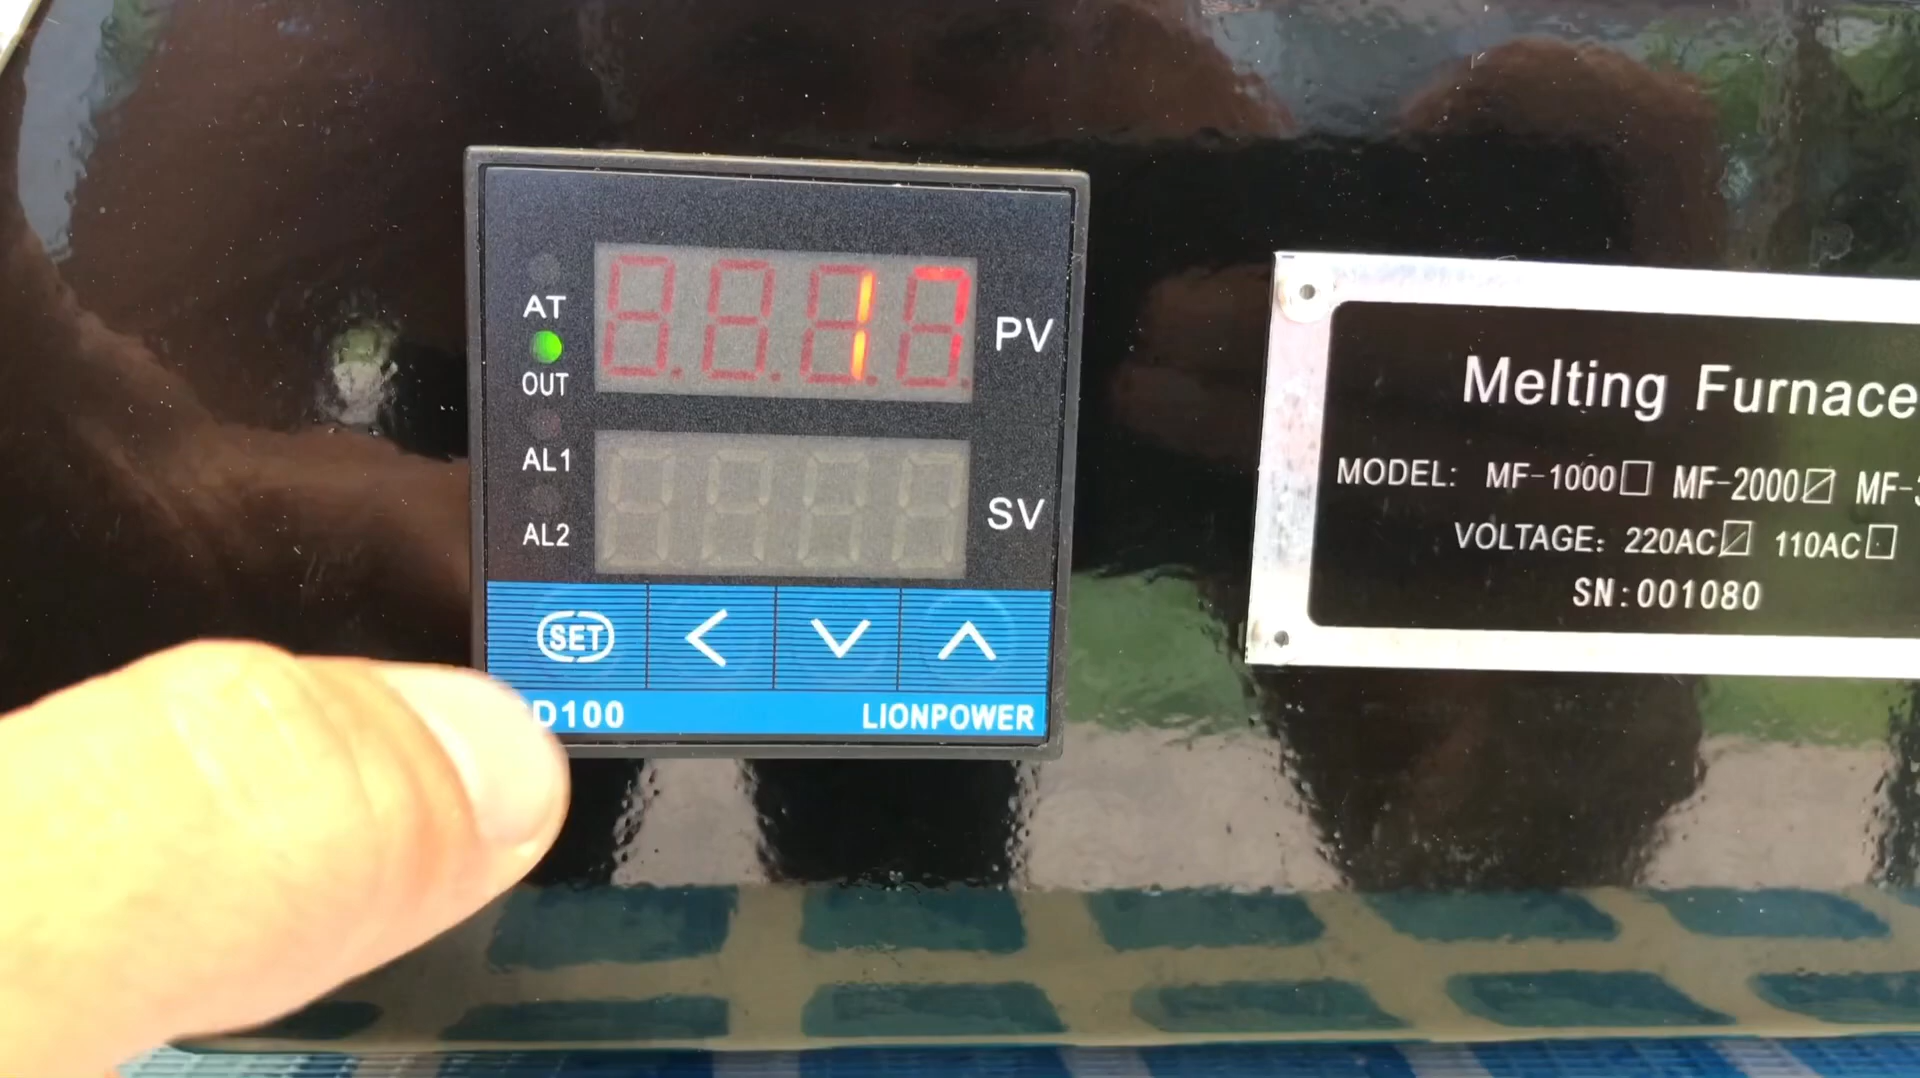 AT
17
PV
OUT
AL1
SV
AL2
SET
D100
LIONPOWER
Melting Furnace
MODEL: MF-1000☐ MF-2000☑ MF-
VOLTAGE: 220AC☑ 110AC☐
SN:001080